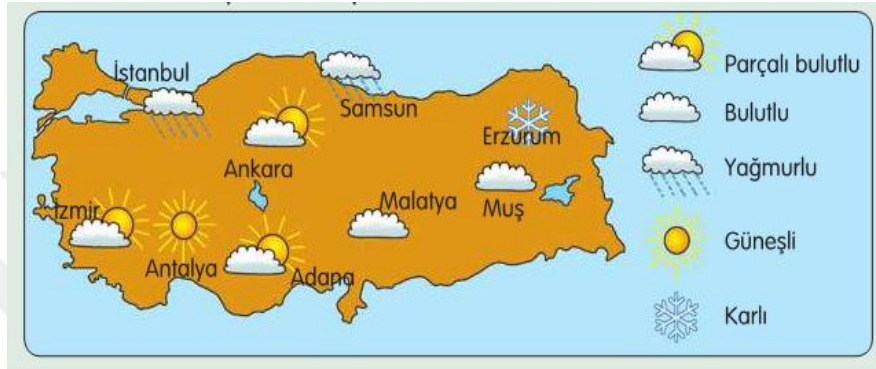 İstanbul
Samsun
Erzurum
Ankara
Malatya
Muş
İzmir
Antalya
Adana
Parçalı bulutlu
Bulutlu
Yağmurlu
Güneşli
Karlı